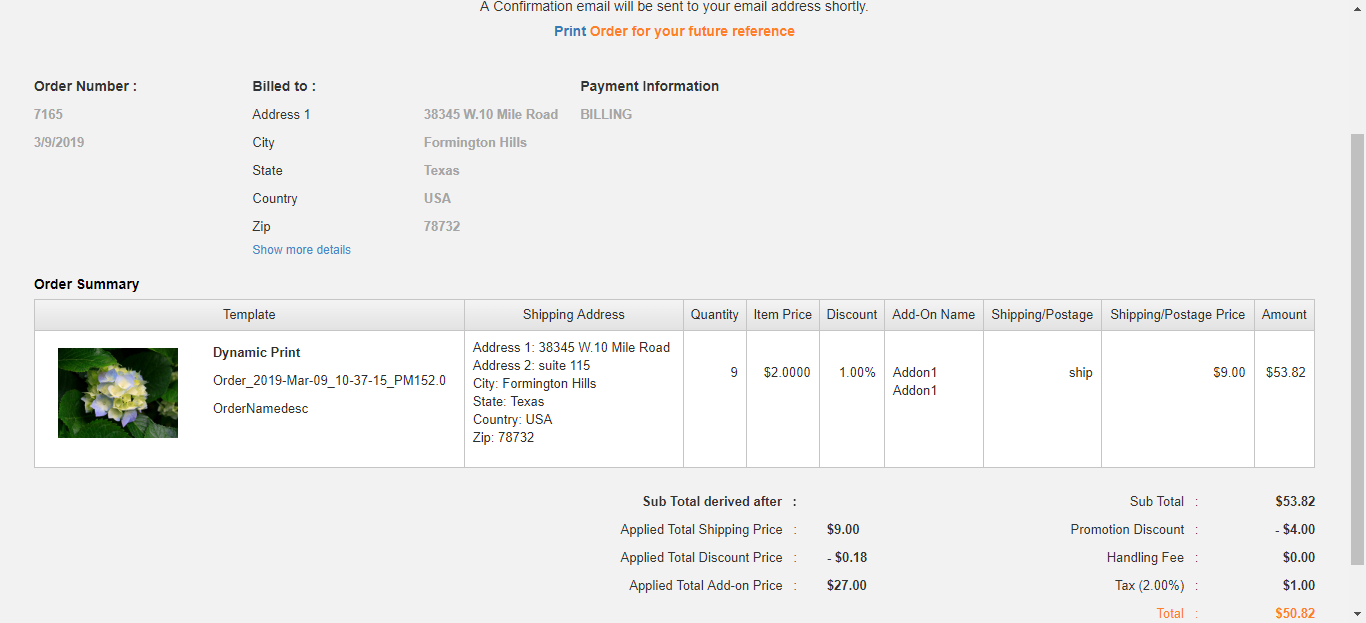 A Confirmation email will be sent to your email address shortly.
Print Order for your future reference
Order Number : Billed to : Payment Information
7165 Address 1 38345 W.10 Mile Road BILLING
3/9/2019 City Formington Hills
State Texas
Country USA
Zip 78732
Show more details
Order Summary
Template Shipping Address Quantity Item Price Discount Add-On Name Shipping/Postage Shipping/Postage Price Amount
Dynamic Print
Order_2019-Mar-09_10-37-15_PM152.0
OrderNamedesc
Address 1: 38345 W.10 Mile Road
Address 2: suite 115
City: Formington Hills
State: Texas
Country: USA
Zip: 78732
9 $2.0000 1.00% Addon1 ship $9.00 $53.82
Addon1
Sub Total derived after :
Applied Total Shipping Price : $9.00
Applied Total Discount Price : - $0.18
Applied Total Add-on Price : $27.00
Sub Total : $53.82
Promotion Discount : - $4.00
Handling Fee : $0.00
Tax (2.00%) : $1.00
Total : $50.82